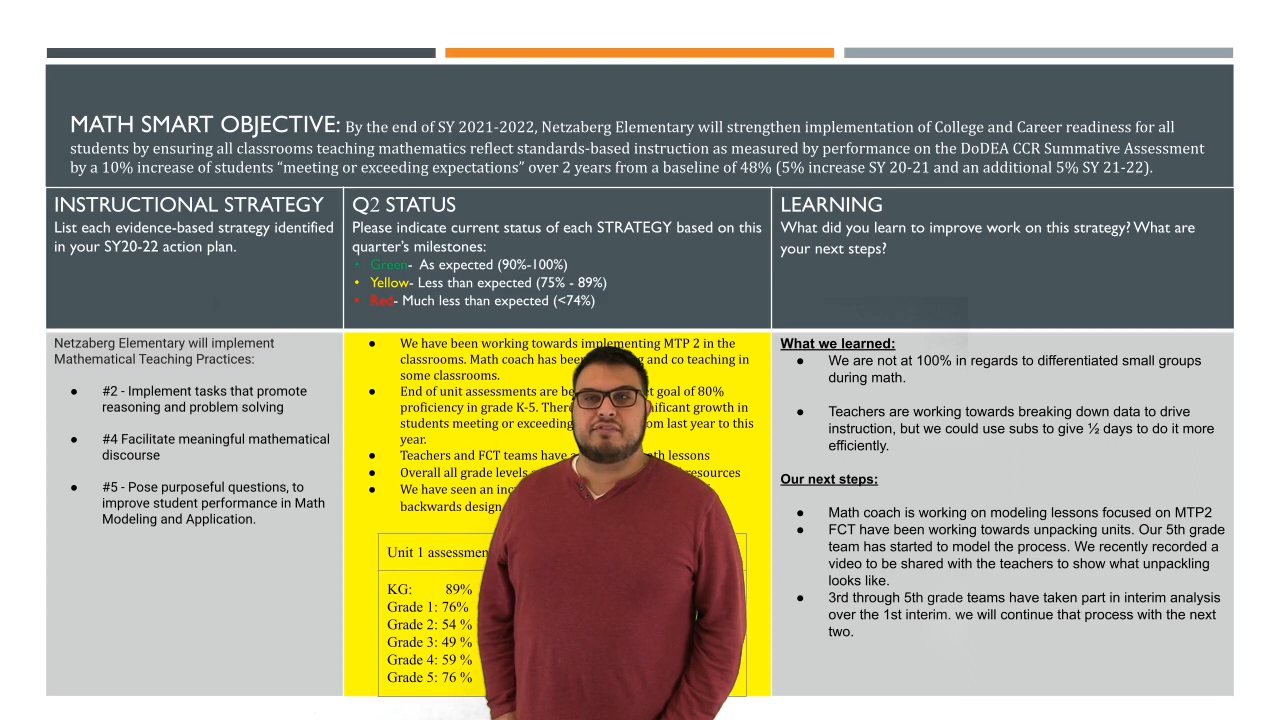 MATH SMART OBJECTIVE: By the end of SY 2021-2022, Netzaberg Elementary will strengthen implementation of College and Career readiness for all
students by ensuring all classrooms teaching mathematics reflect standards-based instruction as measured by performance on the DoDEA CCR Summative Assessment
by a 10% increase of students “meeting or exceeding expectations” over 2 years from a baseline of 48% (5% increase SY 20-21 and an additional 5% SY 21-22).
INSTRUCTIONAL STRATEGY
List each evidence-based strategy identified
in your SY20-22 action plan.
Q2 STATUS
Please indicate current status of each STRATEGY based on this
quarter’s milestones:
• Green- As expected (90%-100%)
• Yellow- Less than expected (75% - 89%)
• Red- Much less than expected (<74%)
LEARNING
What did you learn to improve work on this strategy? What are
your next steps?
Netzaberg Elementary will implement
Mathematical Teaching Practices:
● #2 - Implement tasks that promote
reasoning and problem solving
● #4 Facilitate meaningful mathematical
discourse
● #5 - Pose purposeful questions, to
improve student performance in Math
Modeling and Application.
● We have been working towards implementing MTP 2 in the
classrooms. Math coach has been and co teaching in
some classrooms.
● End of unit assessments are goal of 80%
proficiency in grade K-5. growth in
students meeting or exceeding from last year to this
year.
● Teachers and FCT teams have lessons
● Overall all grade levels resources
● We have seen an
backwards design
Unit 1
KG: 89%
Grade 1: 76%
Grade 2: 54 %
Grade 3: 49 %
Grade 4: 59 %
Grade 5: 76 %
What we learned:
● We are not at 100% in regards to differentiated small groups
during math.
● Teachers are working towards breaking down data to drive
instruction, but we could use subs to give ½ days to do it more
efficiently.
Our next steps:
● Math coach is working on modeling lessons focused on MTP2
● FCT have been working towards unpacking units. Our 5th grade
team has started to model the process. We recently recorded a
video to be shared with the teachers to show what unpackling
looks like.
● 3rd through 5th grade teams have taken part in interim analysis
over the 1st interim. we will continue that process with the next
two.